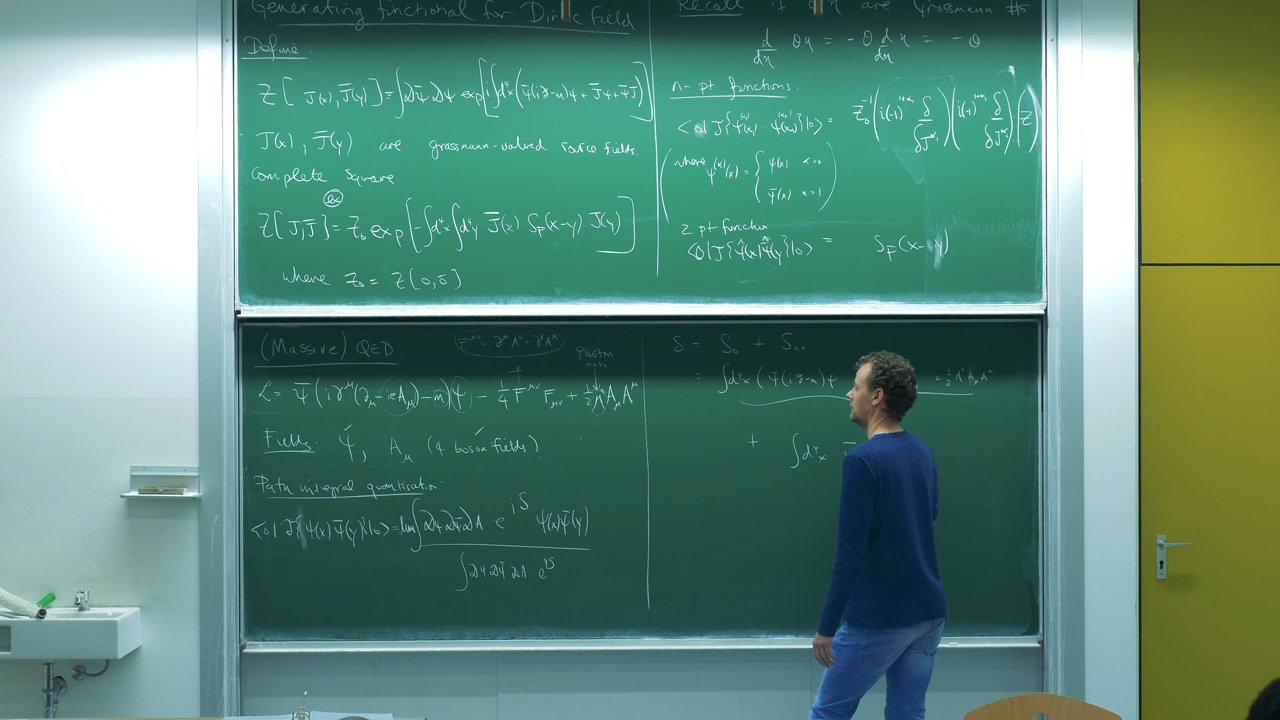 Generating functional for Dirac Field
Define:
Z[J(x), J̄(y)] = ∫𝒟ψ̄ 𝒟ψ exp[i∫d⁴x(ψ̄(i∂-m)ψ + J̄ψ + ψ̄J)]
J(x), J̄(y) are grassmann-valued source fields.
Complete Square
(ex)
Z[J, J̄] = Z₀ exp[-∫d⁴x∫d⁴y J̄(x) S_F(x-y) J(y)]
where Z₀ = Z[0,0].
Recall if θ, η are Grassmann #s
d/dη θη = -θ d/dη η = -θ
n-pt functions.
(where ψ^(α)(x) = { ψ(x) α=0
ψ̄(x) α=1 )
2 pt function
<0|J{ψ̂(x)ψ̄̂(y)}|0> = S_F(x-y)
(Massive) QED.
F^μν = ∂^μ A^ν - ∂^ν A^μ
photon
mass
ℒ = ψ̄(iγ^μ(∂_μ - ieA_μ) - m)ψ - 1/4 F^μν F_μν + 1/2 μ² A_μ A^μ
Fields: ψ, A_μ (4 boson fields)
Path integral quantisation:
<0|J{ψ(x)ψ̄(y)}|0> = lim ∫𝒟ψ 𝒟ψ̄ 𝒟A e^{iS} ψ(x)ψ̄(y)
∫𝒟ψ 𝒟ψ̄ 𝒟A e^{iS}
S = S₀ +
= ∫d⁴x (ψ̄(i∂-m)ψ
+ ∫d⁴x